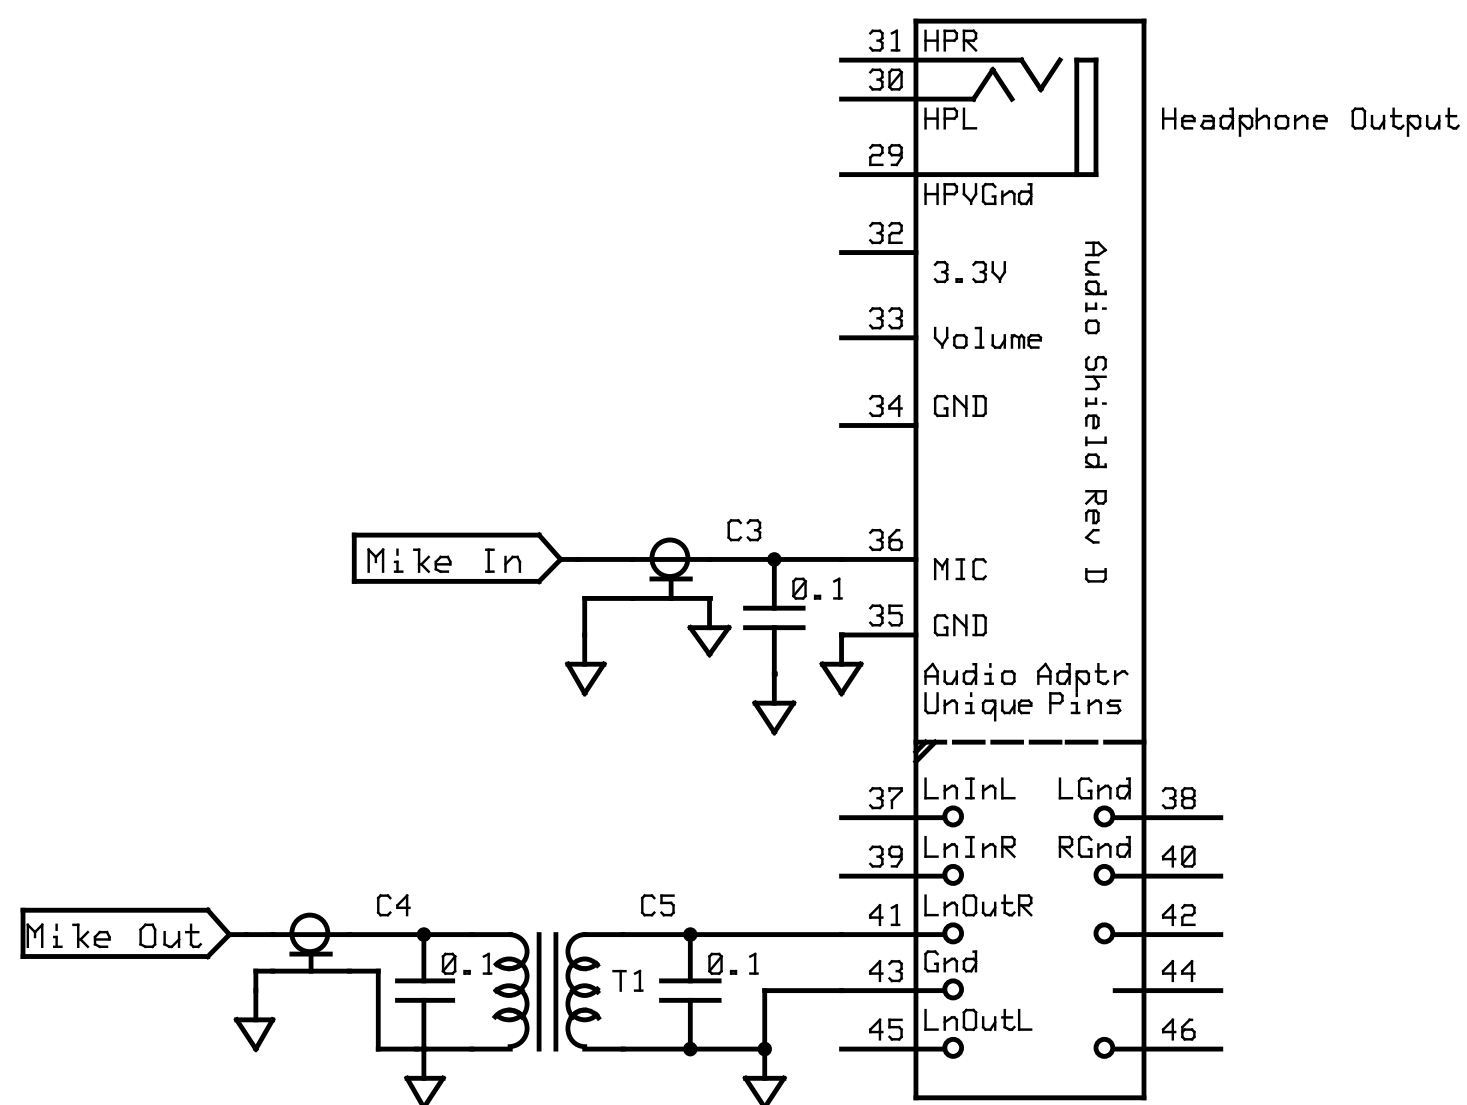 31 HPR
30
HPL
Headphone Output
29
HPVGnd
32
3.3V
33
Volume
34 GND
Audio Shield Rev D
C3
36
Mike In
MIC
0.1
35
GND
Audio Adptr
Unique Pins
37 LnInL LGnd 38
39 LnInR RGnd 40
C4 C5 41 LnOutR 42
Mike Out
0.1 T1 0.1 43 Gnd 44
45 LnOutL 46